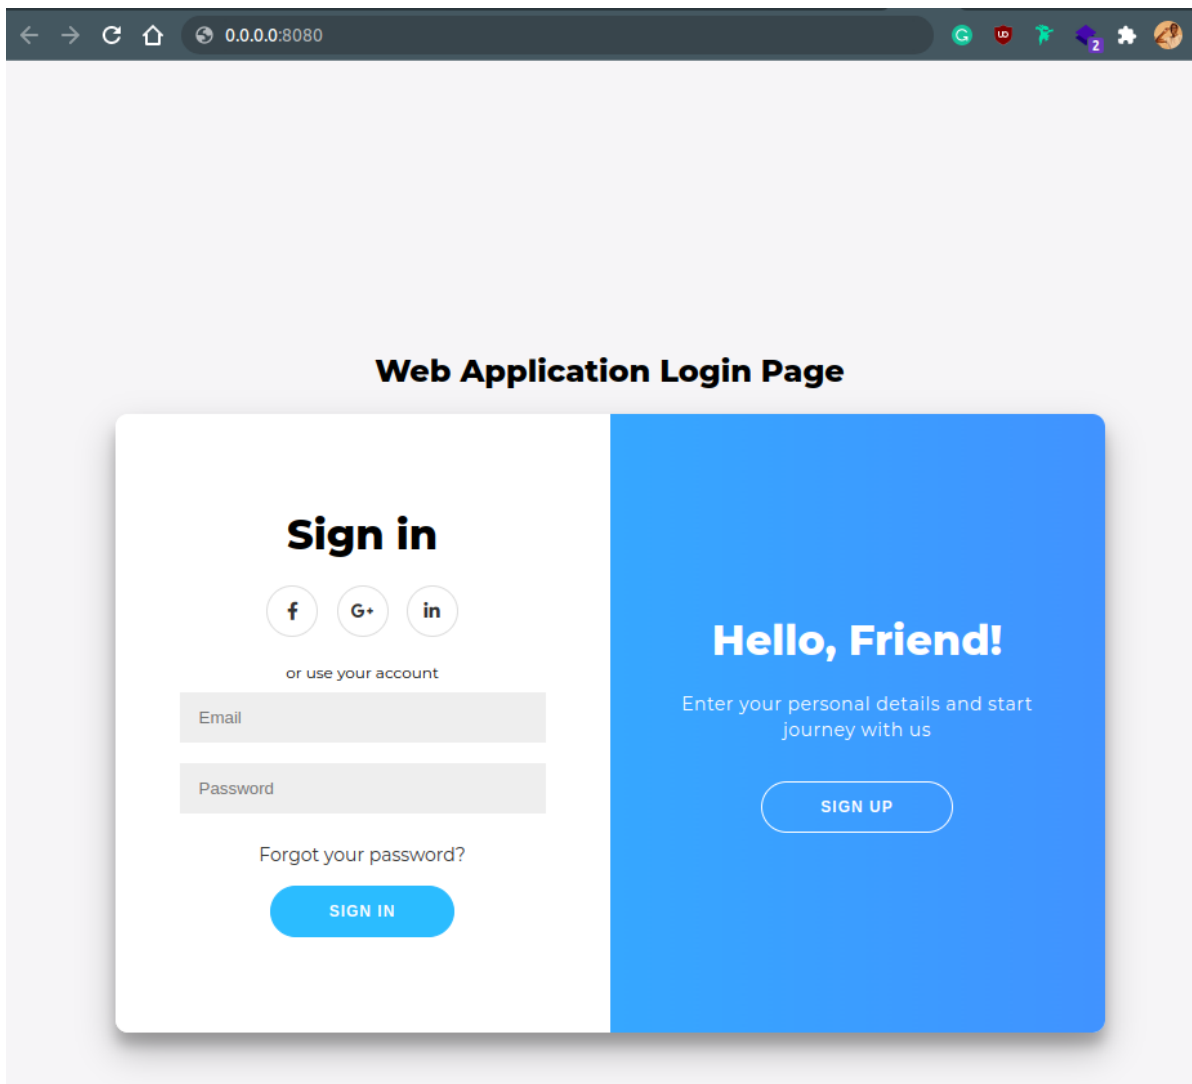 0.0.0.0:8080
2
Web Application Login Page
Sign in
f G+ in
or use your account
Email
Password
Forgot your password?
SIGN IN
Hello, Friend!
Enter your personal details and start
journey with us
SIGN UP